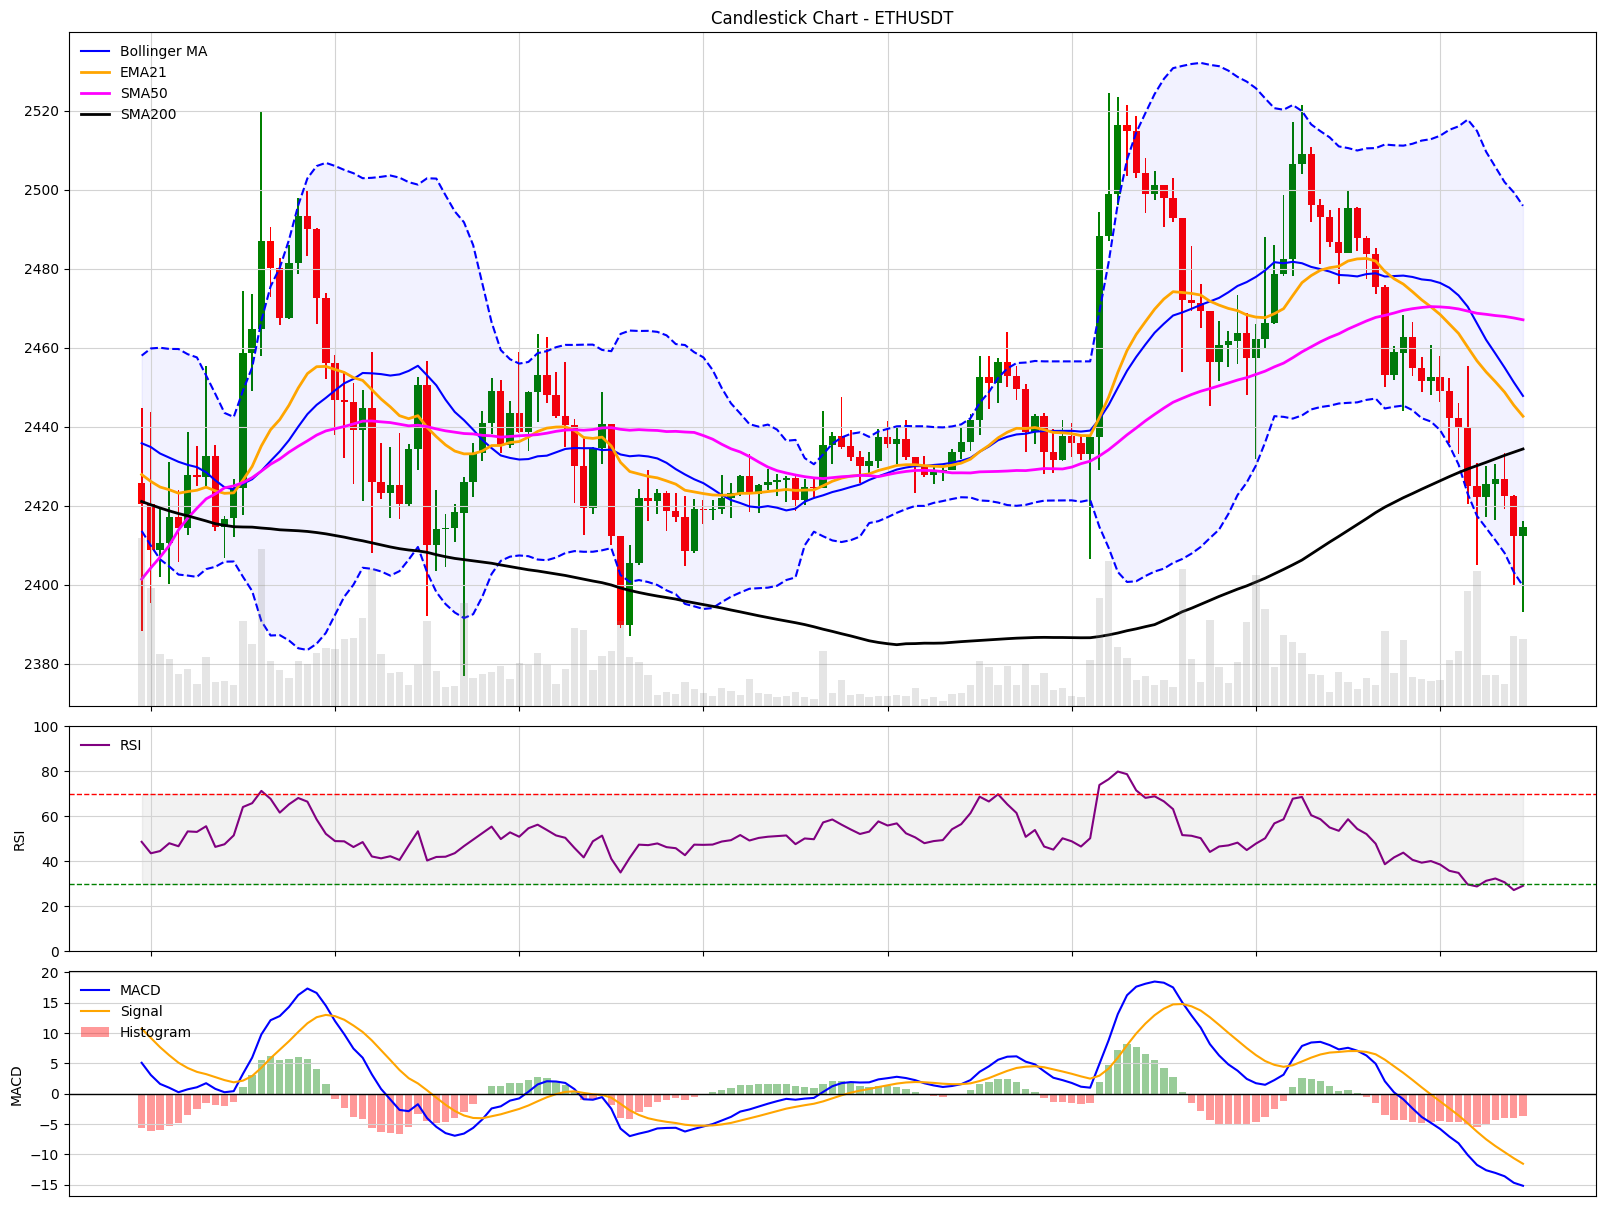 Candlestick Chart - ETHUSDT
Bollinger MA
EMA21
SMA50
SMA200
2520
2500
2480
2460
2440
2420
2400
2380
RSI
100
80
60
40
20
0
RSI
MACD
Signal
Histogram
20
15
10
5
0
−5
−10
−15
MACD